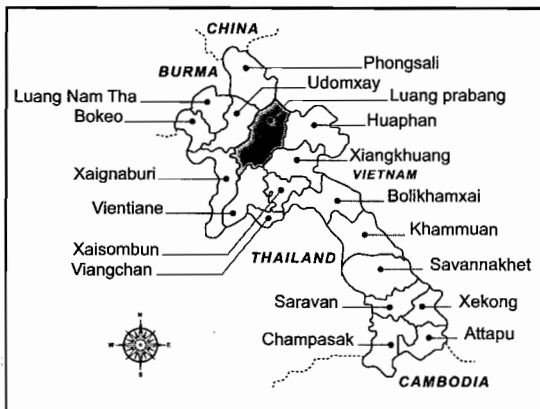 CHINA
Phongsali
BURMA
Udomxay
Luang Nam Tha
Luang prabang
Bokeo
Huaphan
Xiangkhuang
Xaignaburi
VIETNAM
Bolikhamxai
Vientiane
Khammuan
Xaisombun
THAILAND
Viangchan
Savannakhet
Saravan
Xekong
Champasak
Attapu
CAMBODIA
N
W
E
S